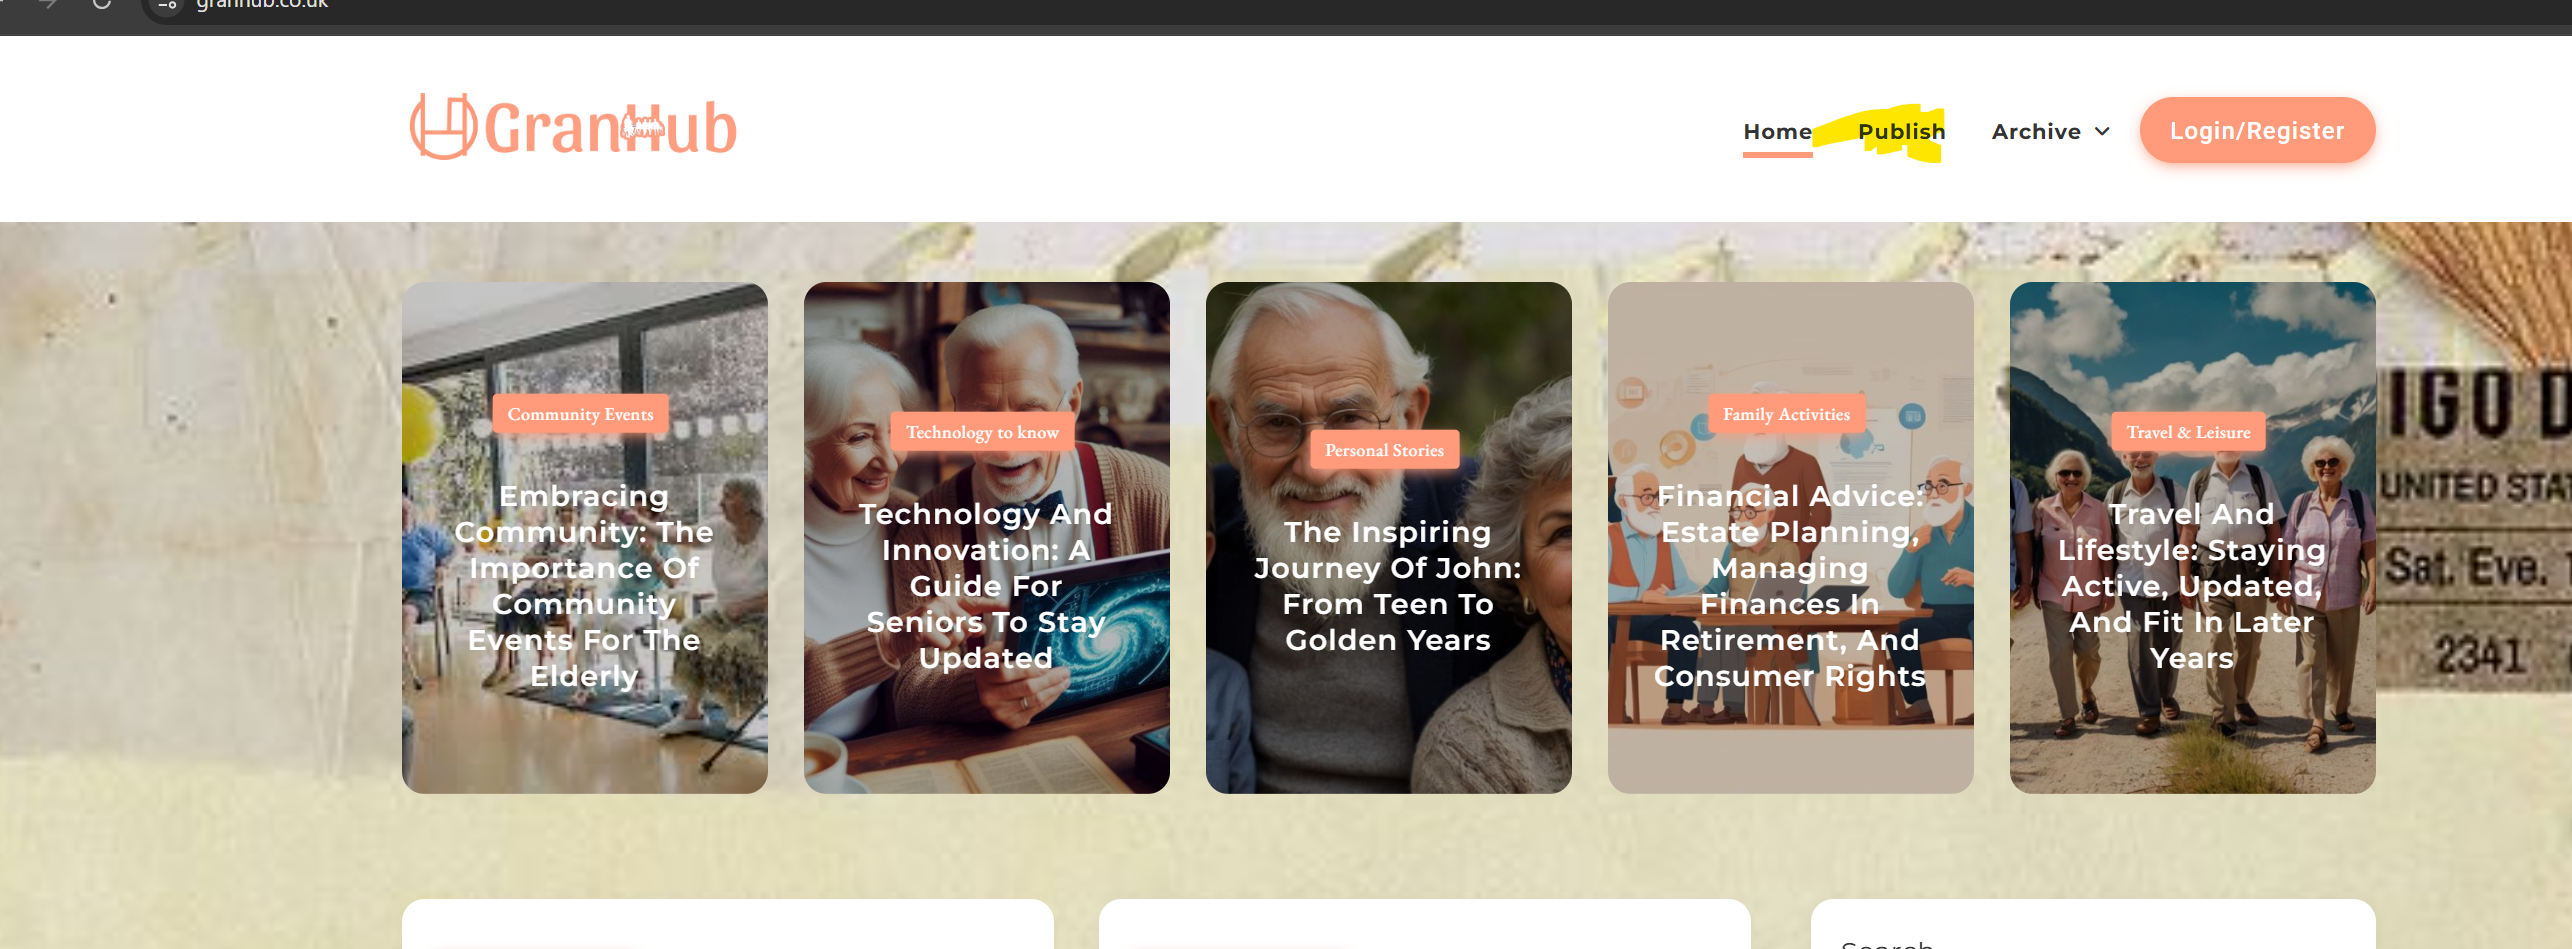 granhub.co.uk
GranHub
Home
Publish
Archive
Login/Register
Community Events
Embracing
Community: The
Importance Of
Community
Events For The
Elderly
Technology to know
Technology And
Innovation: A
Guide For
Seniors To Stay
Updated
Personal Stories
The Inspiring
Journey Of John:
From Teen To
Golden Years
Family Activities
Financial Advice:
Estate Planning,
Managing
Finances In
Retirement, And
Consumer Rights
Travel & Leisure
Travel And
Lifestyle: Staying
Active, Updated,
And Fit In Later
Years
IGO D
UNITED STA
Sat. Eve.
2341
Search